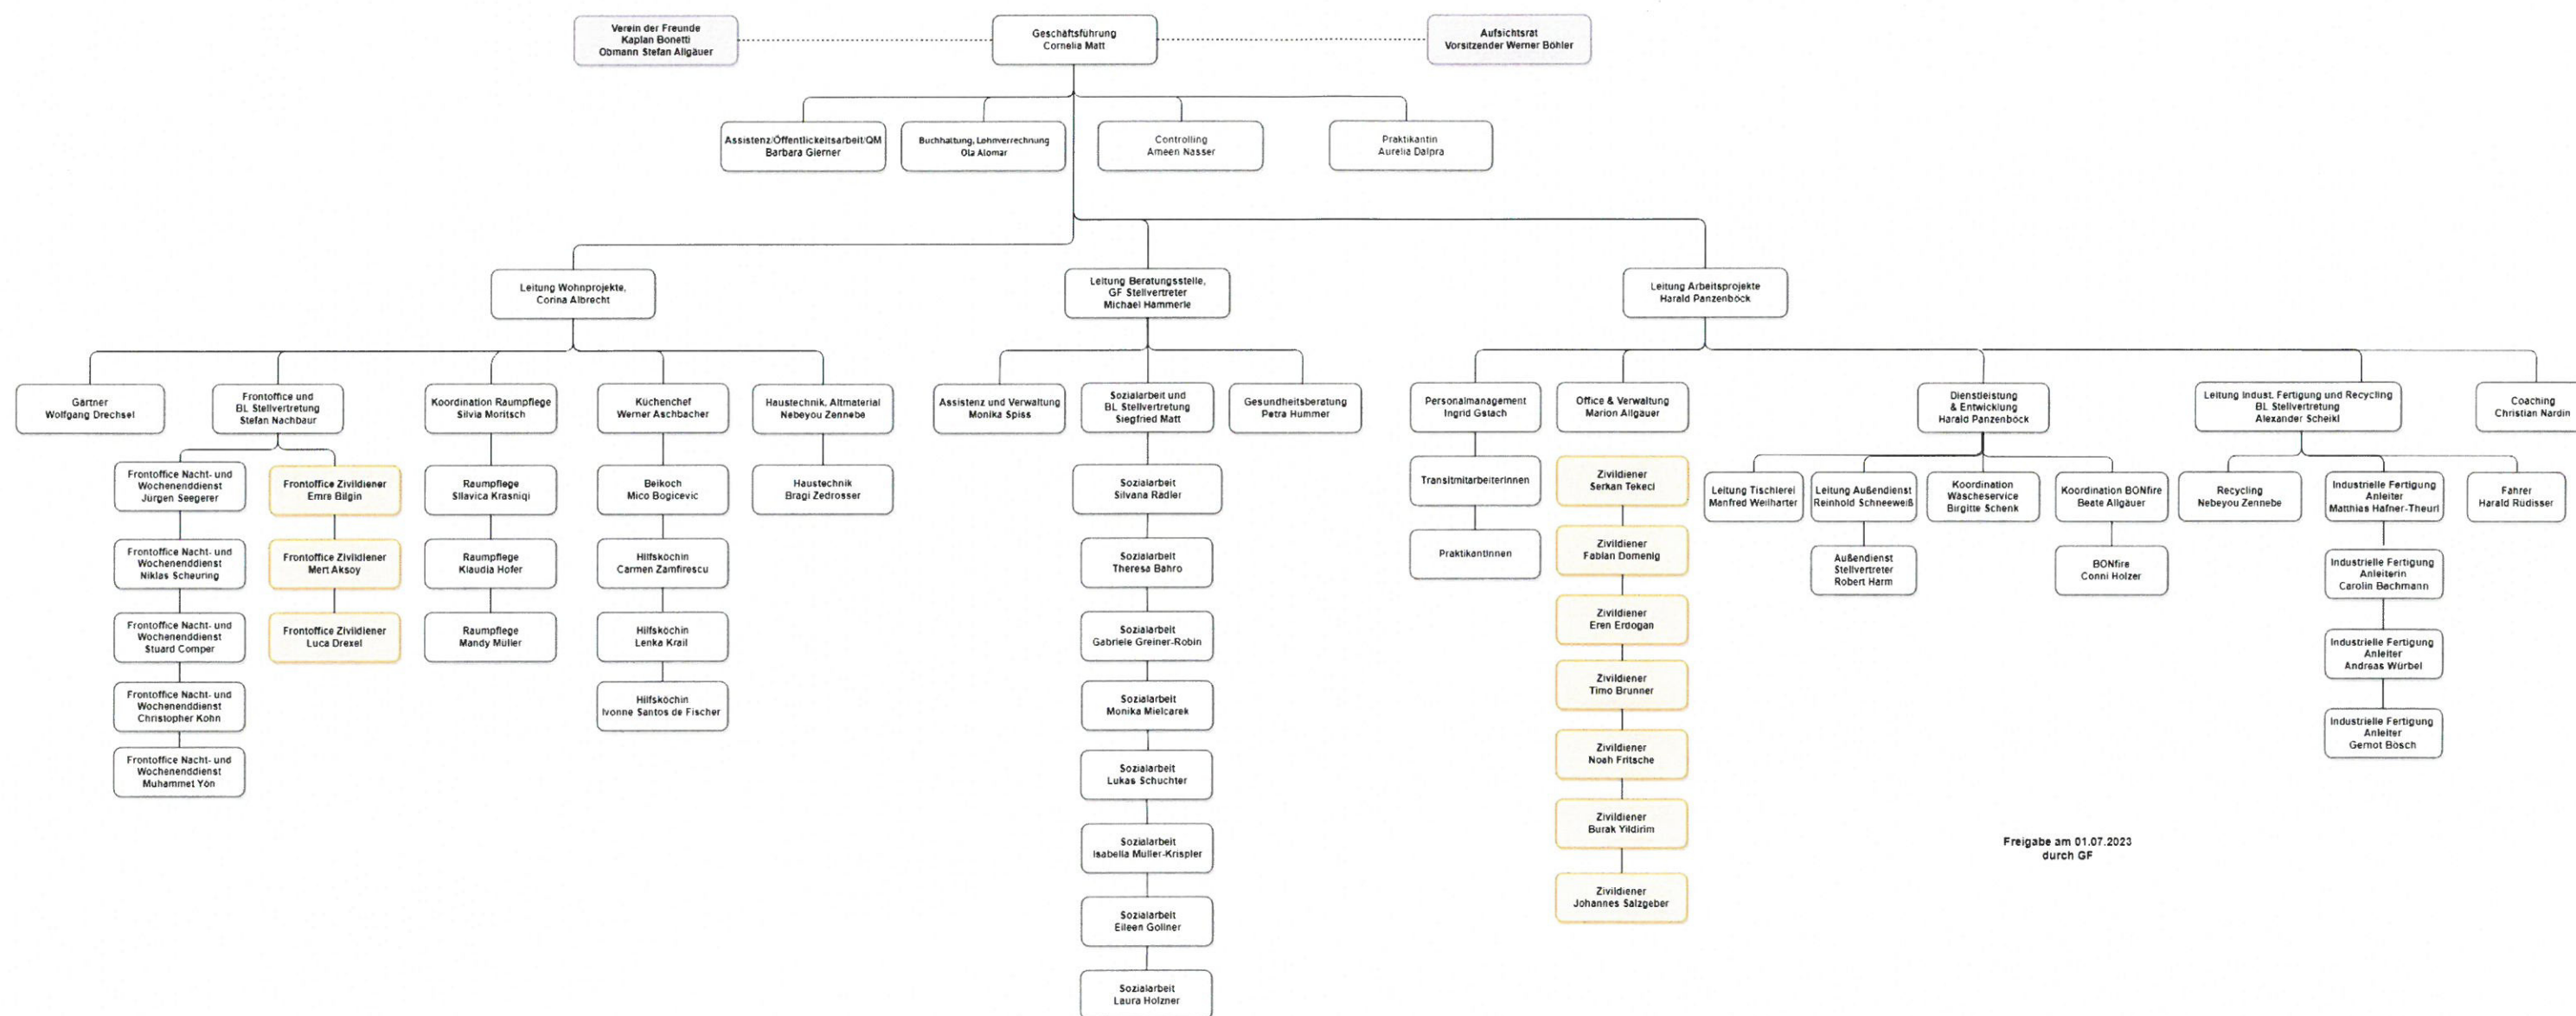 Verein der Freunde
Kaplan Bonetti
Obmann Stefan Allgäuer
Geschäftsführung
Cornelia Matt
Aufsichtsrat
Vorsitzender Werner Böhler
Assistenz/Öffentlickeitsarbeit/QM
Barbara Gierner
Buchhaltung, Lohnverrechnung
Ola Alomar
Controlling
Ameen Nasser
Praktikantin
Aurelia Dalpra
Leitung Wohnprojekte,
Corina Albrecht
Leitung Beratungsstelle,
GF Stellvertreter
Michael Hämmerle
Leitung Arbeitsprojekte
Harald Panzenböck
Gärtner
Wolfgang Drechsel
Frontoffice und
BL Stellvertretung
Stefan Nachbaur
Koordination Raumpflege
Silvia Moritsch
Küchenchef
Werner Aschbacher
Haustechnik, Altmaterial
Nebeyou Zennebe
Assistenz und Verwaltung
Monika Spiss
Sozialarbeit und
BL Stellvertretung
Siegfried Matt
Gesundheitsberatung
Petra Hummer
Personalmanagement
Ingrid Gstach
Office & Verwaltung
Marion Allgäuer
Dienstleistung
& Entwicklung
Harald Panzenböck
Leitung Indust. Fertigung und Recycling
BL Stellvertretung
Alexander Scheikl
Coaching
Christian Nardin
Frontoffice Nacht- und
Wochenenddienst
Jürgen Seegerer
Frontoffice Zivildiener
Emre Bilgin
Raumpflege
Sllavica Krasniqi
Beikoch
Mico Bogicevic
Haustechnik
Bragi Zedrosser
Sozialarbeit
Silvana Rädler
TransitmitarbeiterInnen
Zivildiener
Serkan Tekeci
Leitung Tischlerei
Manfred Weilharter
Leitung Außendienst
Reinhold Schneeweiß
Koordination
Wäscheservice
Birgitte Schenk
Koordination BONfire
Beate Allgäuer
Recycling
Nebeyou Zennebe
Industrielle Fertigung
Anleiter
Matthias Hafner-Theurl
Fahrer
Harald Rüdisser
Frontoffice Nacht- und
Wochenenddienst
Niklas Scheuring
Frontoffice Zivildiener
Mert Aksoy
Raumpflege
Klaudia Hofer
Hilfsköchin
Carmen Zamfirescu
Sozialarbeit
Theresa Bahro
PraktikantInnen
Zivildiener
Fabian Domenig
Außendienst
Stellvertreter
Robert Harm
BONfire
Conni Holzer
Industrielle Fertigung
Anleiterin
Carolin Bachmann
Frontoffice Nacht- und
Wochenenddienst
Stuard Comper
Frontoffice Zivildiener
Luca Drexel
Raumpflege
Mandy Müller
Hilfsköchin
Lenka Krail
Sozialarbeit
Gabriele Greiner-Robin
Zivildiener
Eren Erdogan
Industrielle Fertigung
Anleiter
Andreas Würbel
Frontoffice Nacht- und
Wochenenddienst
Christopher Kohn
Hilfsköchin
Ivonne Santos de Fischer
Sozialarbeit
Monika Mielcarek
Zivildiener
Timo Brunner
Industrielle Fertigung
Anleiter
Gernot Bösch
Frontoffice Nacht- und
Wochenenddienst
Muhammet Yön
Sozialarbeit
Lukas Schuchter
Zivildiener
Noah Fritsche
Sozialarbeit
Isabella Müller-Krispler
Zivildiener
Burak Yildirim
Freigabe am 01.07.2023
durch GF
Zivildiener
Johannes Salzgeber
Sozialarbeit
Eileen Gollner
Sozialarbeit
Laura Holzner